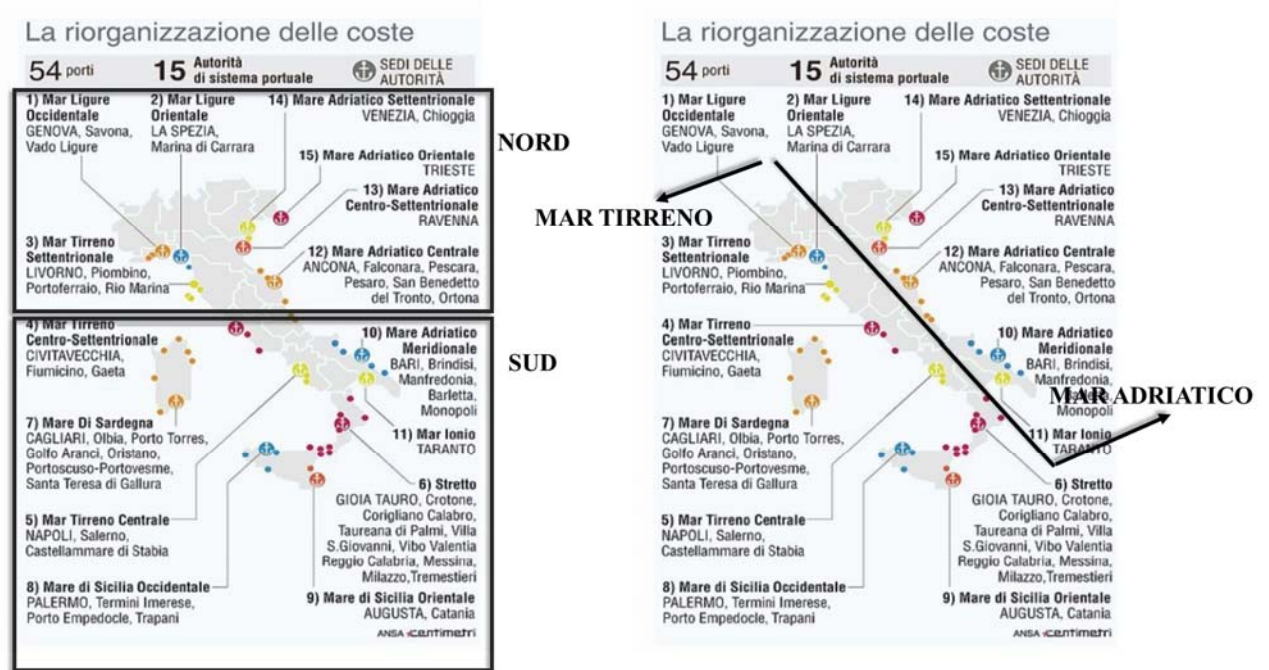 La riorganizzazione delle coste
54 porti
15 Autorità
di sistema portuale
SEDI DELLE
AUTORITÀ
1) Mar Ligure
Occidentale
GENOVA, Savona,
Vado Ligure
2) Mar Ligure
Orientale
LA SPEZIA,
Marina di Carrara
14) Mare Adriatico Settentrionale
VENEZIA, Chioggia
15) Mare Adriatico Orientale
TRIESTE
13) Mare Adriatico
Centro-Settentrionale
RAVENNA
3) Mar Tirreno
Settentrionale
LIVORNO, Piombino,
Portoferraio, Rio Marina
12) Mare Adriatico Centrale
ANCONA, Falconara, Pescara,
Pesaro, San Benedetto
del Tronto, Ortona
NORD
4) Mar Tirreno
Centro-Settentrionale
CIVITAVECCHIA,
Fiumicino, Gaeta
10) Mare Adriatico
Meridionale
BARI, Brindisi,
Manfredonia,
Barletta,
Monopoli
SUD
7) Mare Di Sardegna
CAGLIARI, Olbia, Porto Torres,
Golfo Aranci, Oristano,
Portoscuso-Portovesme,
Santa Teresa di Gallura
11) Mar Ionio
TARANTO
6) Stretto
GIOIA TAURO, Crotone,
Corigliano Calabro,
Taureana di Palmi, Villa
S.Giovanni, Vibo Valentia
Reggio Calabria, Messina,
Milazzo,Tremestieri
5) Mar Tirreno Centrale
NAPOLI, Salerno,
Castellammare di Stabia
8) Mare di Sicilia Occidentale
PALERMO, Termini Imerese,
Porto Empedocle, Trapani
9) Mare di Sicilia Orientale
AUGUSTA, Catania
ANSA centimetri
La riorganizzazione delle coste
54 porti
15 Autorità
di sistema portuale
SEDI DELLE
AUTORITÀ
1) Mar Ligure
Occidentale
GENOVA, Savona,
Vado Ligure
2) Mar Ligure
Orientale
LA SPEZIA,
Marina di Carrara
14) Mare Adriatico Settentrionale
VENEZIA, Chioggia
15) Mare Adriatico Orientale
TRIESTE
13) Mare Adriatico
Centro-Settentrionale
RAVENNA
MAR TIRRENO
3) Mar Tirreno
Settentrionale
LIVORNO, Piombino,
Portoferraio, Rio Marina
12) Mare Adriatico Centrale
ANCONA, Falconara, Pescara,
Pesaro, San Benedetto
del Tronto, Ortona
4) Mar Tirreno
Centro-Settentrionale
CIVITAVECCHIA,
Fiumicino, Gaeta
10) Mare Adriatico
Meridionale
BARI, Brindisi,
Manfredonia,
Barletta,
Monopoli
MAR ADRIATICO
7) Mare Di Sardegna
CAGLIARI, Olbia, Porto Torres,
Golfo Aranci, Oristano,
Portoscuso-Portovesme,
Santa Teresa di Gallura
11) Mar Ionio
TARANTO
6) Stretto
GIOIA TAURO, Crotone,
Corigliano Calabro,
Taureana di Palmi, Villa
S.Giovanni, Vibo Valentia
Reggio Calabria, Messina,
Milazzo,Tremestieri
5) Mar Tirreno Centrale
NAPOLI, Salerno,
Castellammare di Stabia
8) Mare di Sicilia Occidentale
PALERMO, Termini Imerese,
Porto Empedocle, Trapani
9) Mare di Sicilia Orientale
AUGUSTA, Catania
ANSA centimetri